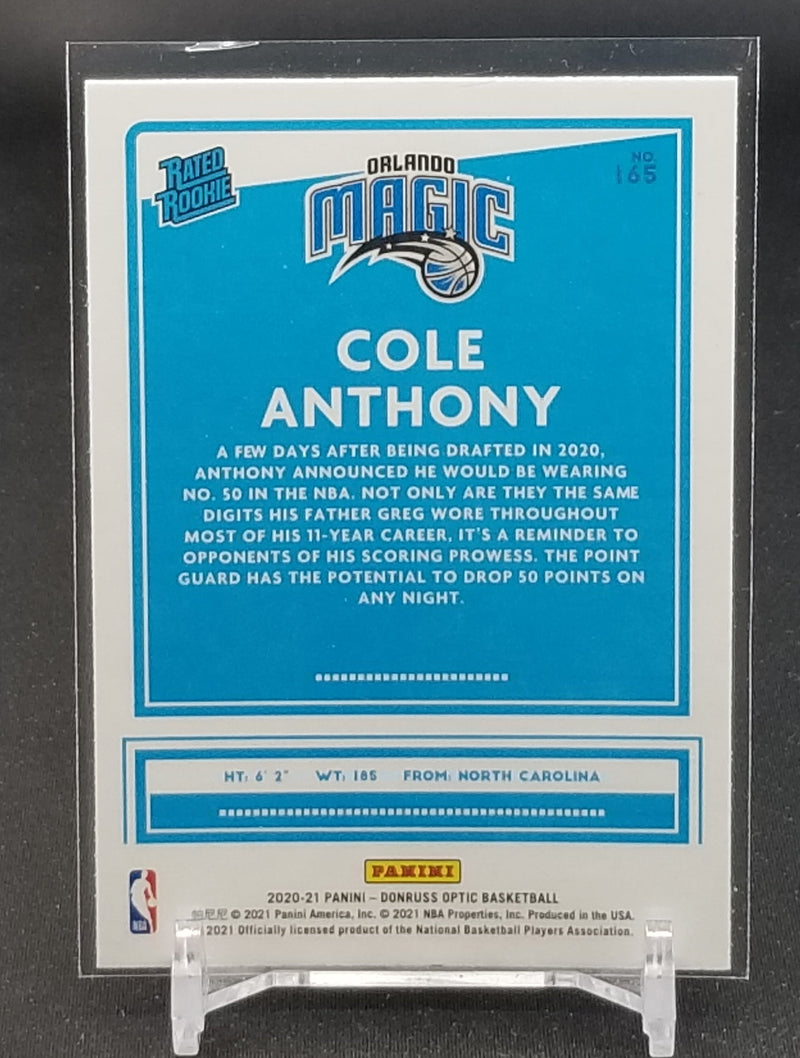 RATED
ROOKIE
NO.
165
ORLANDO
MAGIC
COLE
ANTHONY
A FEW DAYS AFTER BEING DRAFTED IN 2020,
ANTHONY ANNOUNCED HE WOULD BE WEARING
NO. 50 IN THE NBA. NOT ONLY ARE THEY THE SAME
DIGITS HIS FATHER GREG WORE THROUGHOUT
MOST OF HIS 11-YEAR CAREER, IT'S A REMINDER TO
OPPONENTS OF HIS SCORING PROWESS. THE POINT
GUARD HAS THE POTENTIAL TO DROP 50 POINTS ON
ANY NIGHT.
HT: 6' 2" WT: 185 FROM: NORTH CAROLINA
PANINI
2020-21 PANINI – DONRUSS OPTIC BASKETBALL
帕尼尼 © 2021 Panini America, Inc. © 2021 NBA Properties, Inc. Produced in the USA.
2021 Officially licensed product of the National Basketball Players Association.
NBA